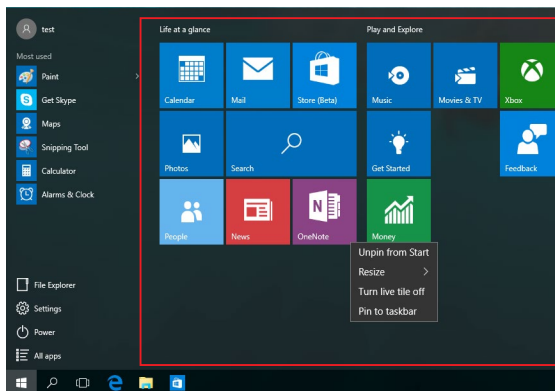 test
Most used
Paint
Get Skype
Maps
Snipping Tool
Calculator
Alarms & Clock
File Explorer
Settings
Power
All apps
Life at a glance
Play and Explore
Calendar
Mail
Store (Beta)
Music
Movies & TV
Xbox
Photos
Search
Get Started
Feedback
People
News
OneNote
Money
Unpin from Start
Resize
Turn live tile off
Pin to taskbar